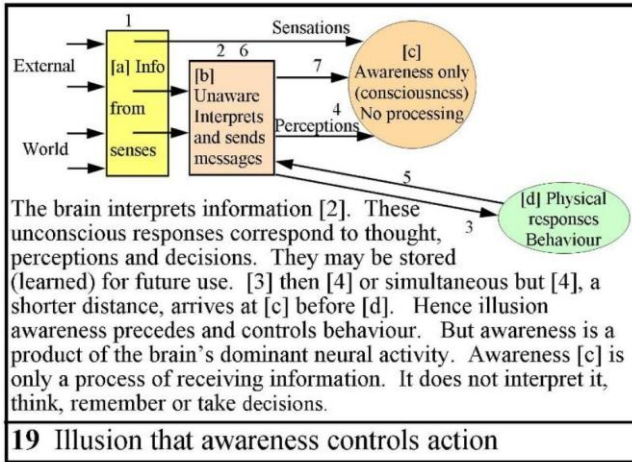 1
Sensations
External
[a] Info
2 6
[c]
[b]
7
Awareness only
Unaware
(consciousness)
from
Interprets
4
No processing
and sends
Perceptions
World
senses
messages
5
[d] Physical
3
responses
Behaviour
The brain interprets information [2]. These
unconscious responses correspond to thought,
perceptions and decisions. They may be stored
(learned) for future use. [3] then [4] or simultaneous but [4], a
shorter distance, arrives at [c] before [d]. Hence illusion
awareness precedes and controls behaviour. But awareness is a
product of the brain's dominant neural activity. Awareness [c] is
only a process of receiving information. It does not interpret it,
think, remember or take decisions.
19 Illusion that awareness controls action